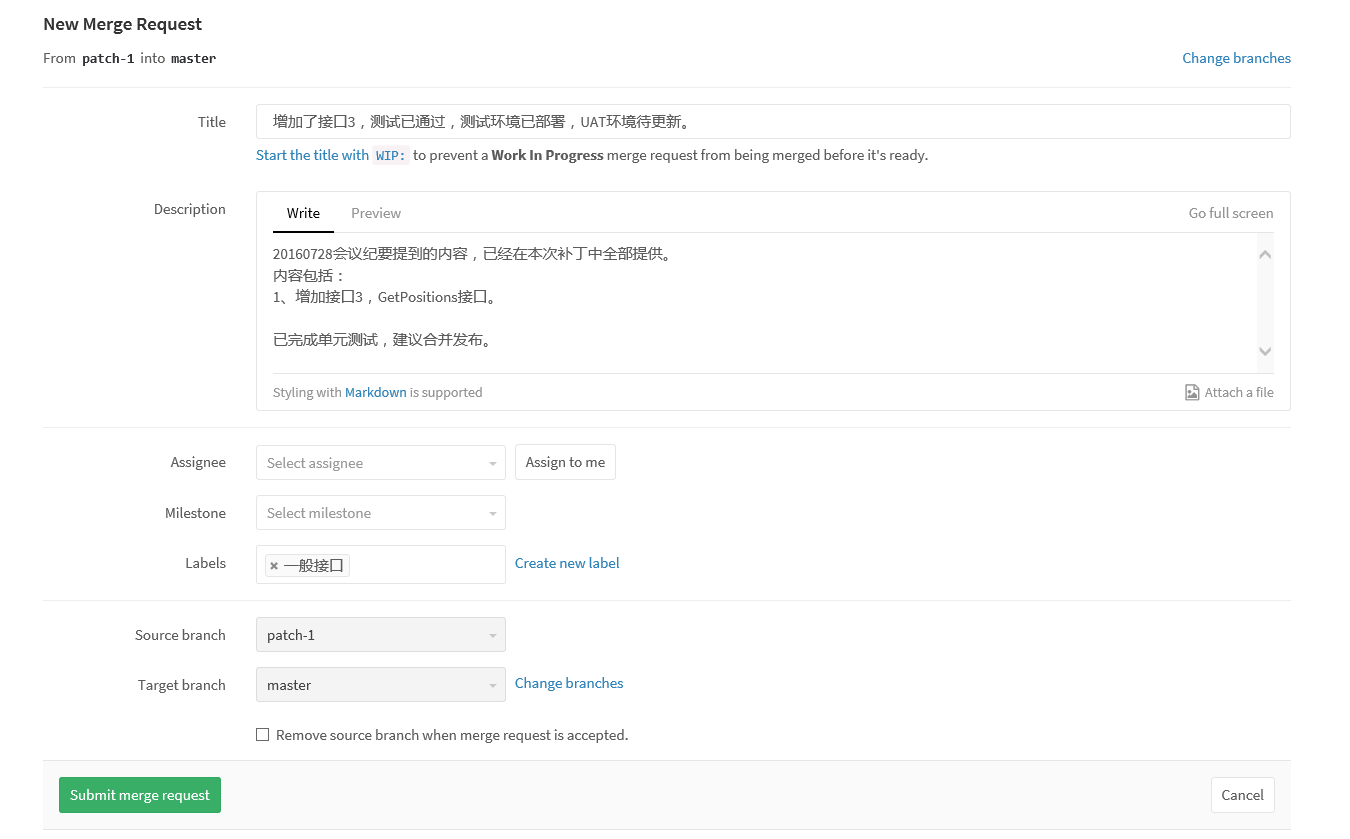 New Merge Request
From patch-1 into master
Change branches
Title
增加了接口3，测试已通过，测试环境已部署，UAT环境待更新。
Start the title with WIP: to prevent a Work In Progress merge request from being merged before it's ready.
Description
Write
Preview
Go full screen
20160728会议纪要提到的内容，已经在本次补丁中全部提供。
内容包括：
1、增加接口3，GetPositions接口。
已完成单元测试，建议合并发布。
Styling with Markdown is supported
Attach a file
Assignee
Select assignee
Assign to me
Milestone
Select milestone
Labels
× 一般接口
Create new label
Source branch
patch-1
Target branch
master
Change branches
Remove source branch when merge request is accepted.
Submit merge request
Cancel